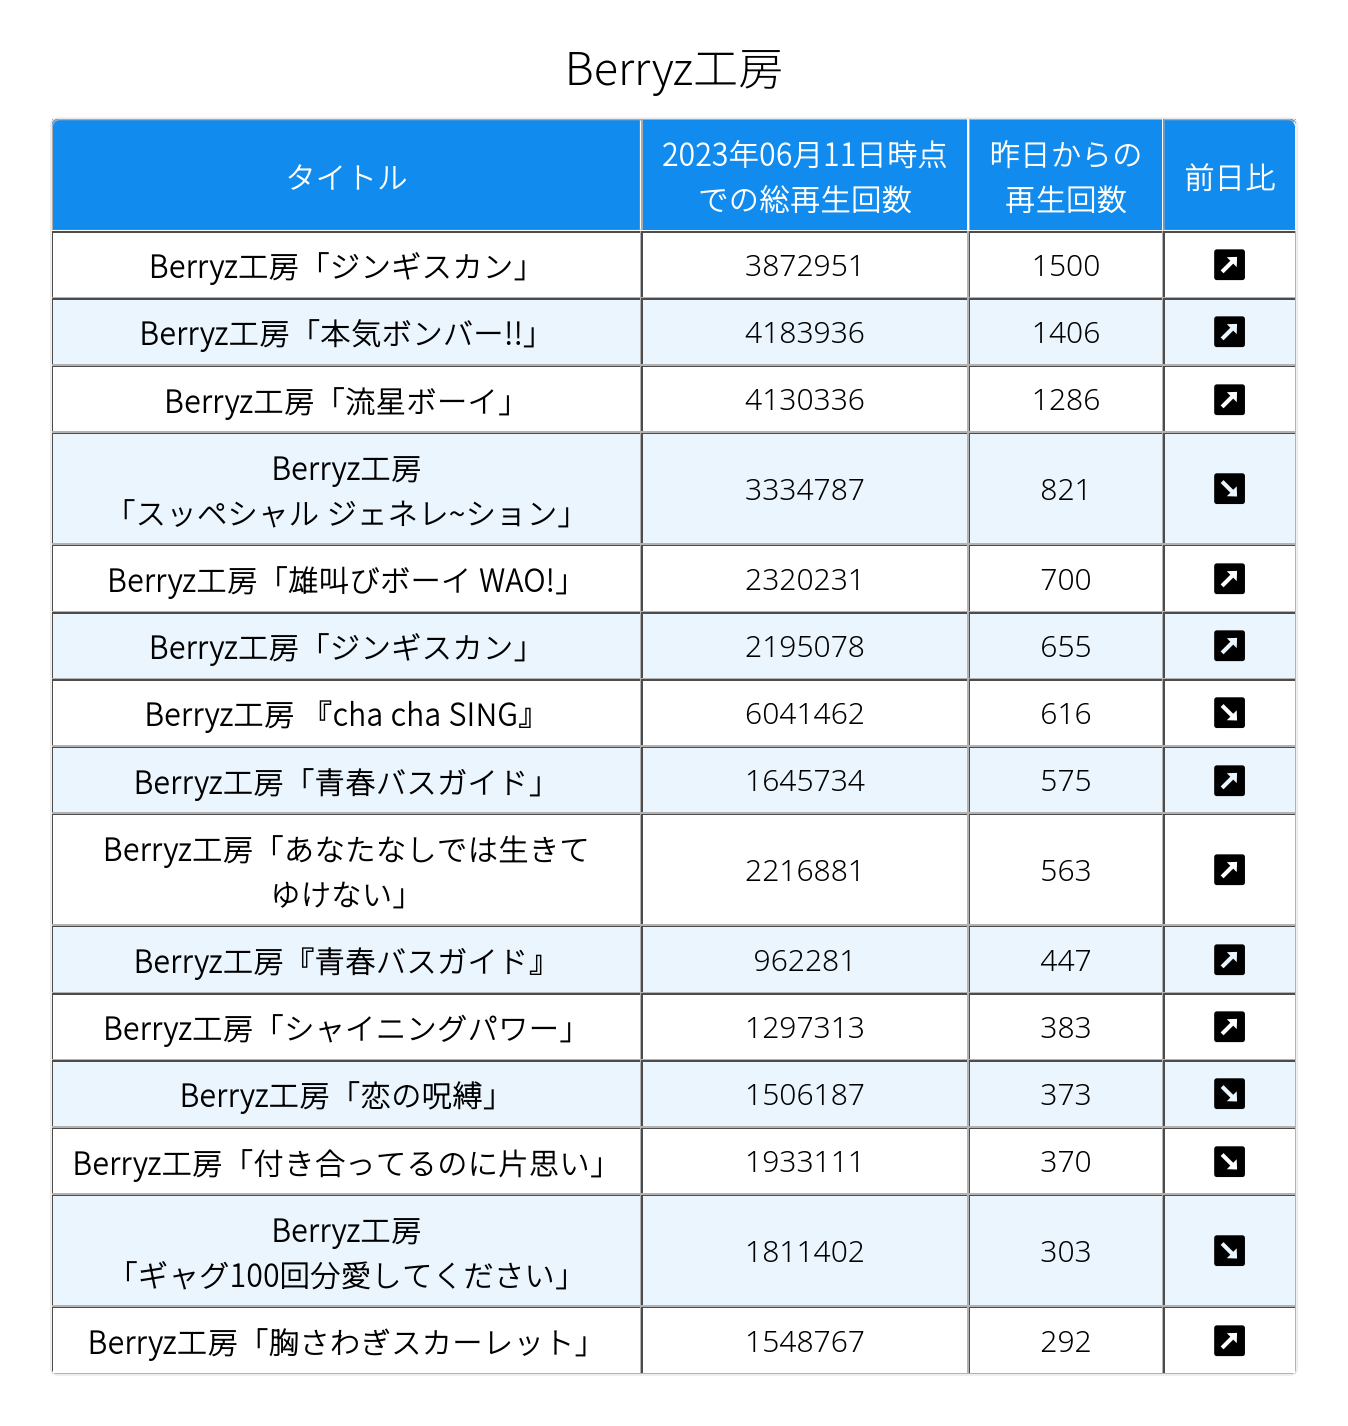 Berryz工房
タイトル
2023年06月11日時点
での総再生回数
昨日からの
再生回数
前日比
Berryz工房「ジンギスカン」 3872951 1500 ↗
Berryz工房「本気ボンバー!!」 4183936 1406 ↗
Berryz工房「流星ボーイ」 4130336 1286 ↗
Berryz工房
「スッペシャル ジェネレ~ション」 3334787 821 ↘
Berryz工房「雄叫びボーイ WAO!」 2320231 700 ↗
Berryz工房「ジンギスカン」 2195078 655 ↗
Berryz工房 『cha cha SING』 6041462 616 ↘
Berryz工房「青春バスガイド」 1645734 575 ↗
Berryz工房「あなたなしでは生きて
ゆけない」 2216881 563 ↗
Berryz工房『青春バスガイド』 962281 447 ↗
Berryz工房「シャイニングパワー」 1297313 383 ↗
Berryz工房「恋の呪縛」 1506187 373 ↘
Berryz工房「付き合ってるのに片思い」 1933111 370 ↘
Berryz工房
「ギャグ100回分愛してください」 1811402 303 ↘
Berryz工房「胸さわぎスカーレット」 1548767 292 ↗